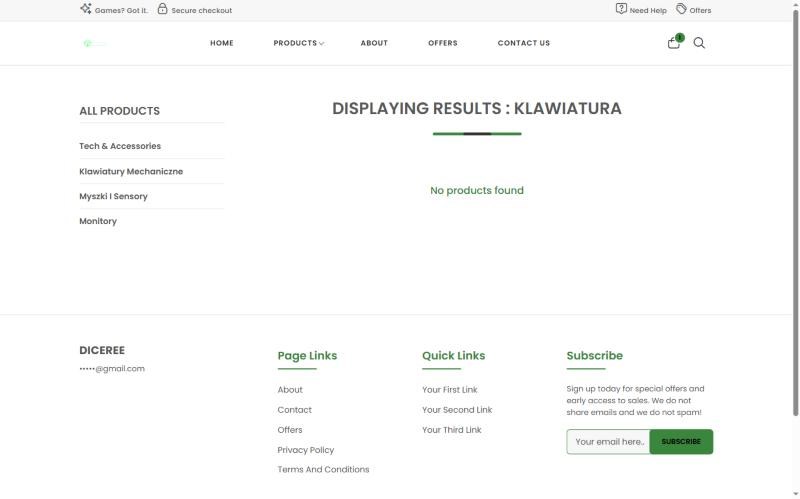 Games? Got it. Secure checkout Need Help Offers
HOME PRODUCTS ABOUT OFFERS CONTACT US
ALL PRODUCTS
Tech & Accessories
Klawiatury Mechaniczne
Myszki I Sensory
Monitory
DISPLAYING RESULTS : KLAWIATURA
No products found
DICEREE
•••••@gmail.com
Page Links
About
Contact
Offers
Privacy Policy
Terms And Conditions
Quick Links
Your First Link
Your Second Link
Your Third Link
Subscribe
Sign up today for special offers and
early access to sales. We do not
share emails and we do not spam!
Your email here.. SUBSCRIBE